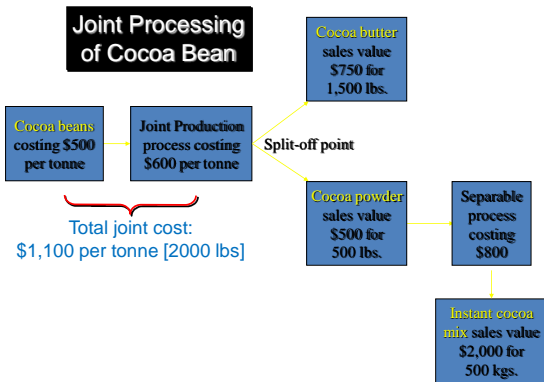 Joint Processing
of Cocoa Bean
Cocoa butter
sales value
$750 for
1,500 lbs.
Cocoa beans
costing $500
per tonne
Joint Production
process costing
$600 per tonne
Split-off point
Total joint cost:
$1,100 per tonne [2000 lbs]
Cocoa powder
sales value
$500 for
500 lbs.
Separable
process
costing
$800
Instant cocoa
mix sales value
$2,000 for
500 kgs.